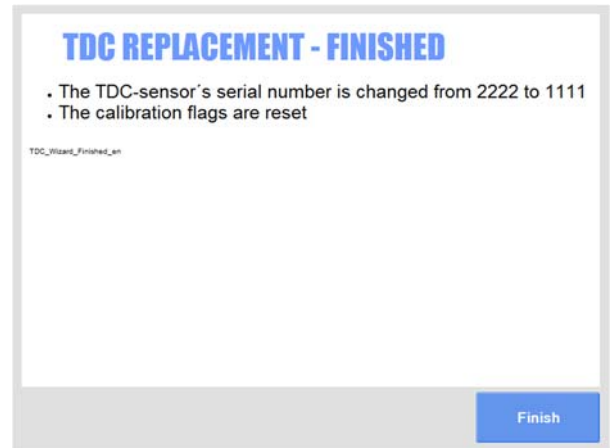 TDC REPLACEMENT - FINISHED
• The TDC-sensor´s serial number is changed from 2222 to 1111
• The calibration flags are reset
TDC_Wizard_Finished_en
Finish